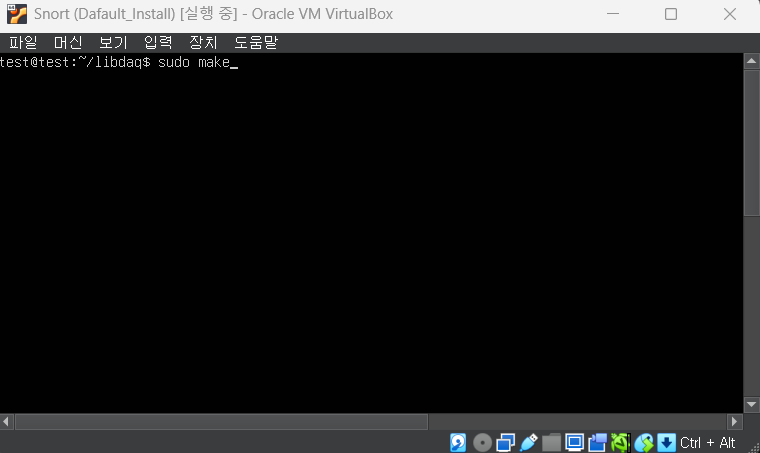 Snort (Dafault_Install) [실행 중] - Oracle VM VirtualBox
파일 머신 보기 입력 장치 도움말
test@test:~/libdaq$ sudo make_
Ctrl + Alt